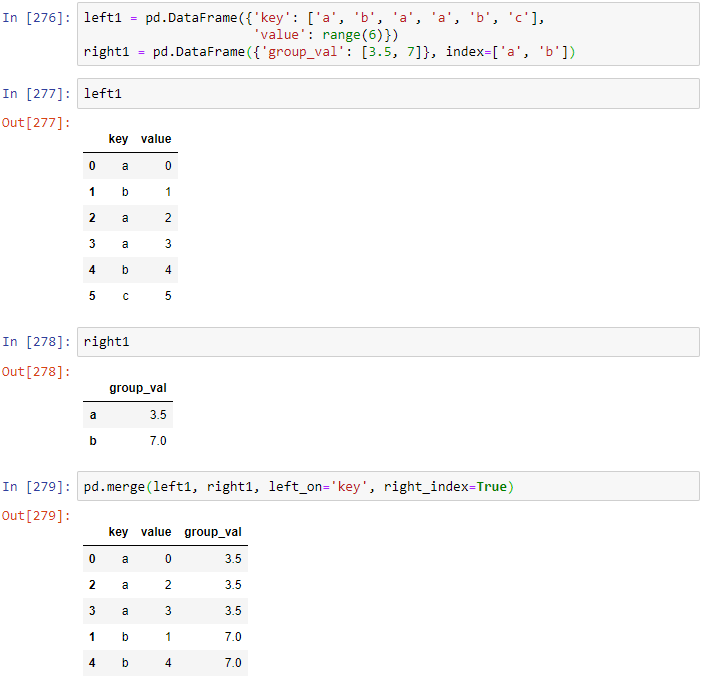 In [276]: left1 = pd.DataFrame({'key': ['a', 'b', 'a', 'a', 'b', 'c'],
'value': range(6)})
right1 = pd.DataFrame({'group_val': [3.5, 7]}, index=['a', 'b'])
In [277]: left1
Out[277]:
key value
0 a 0
1 b 1
2 a 2
3 a 3
4 b 4
5 c 5
In [278]: right1
Out[278]:
group_val
a 3.5
b 7.0
In [279]: pd.merge(left1, right1, left_on='key', right_index=True)
Out[279]:
key value group_val
0 a 0 3.5
2 a 2 3.5
3 a 3 3.5
1 b 1 7.0
4 b 4 7.0